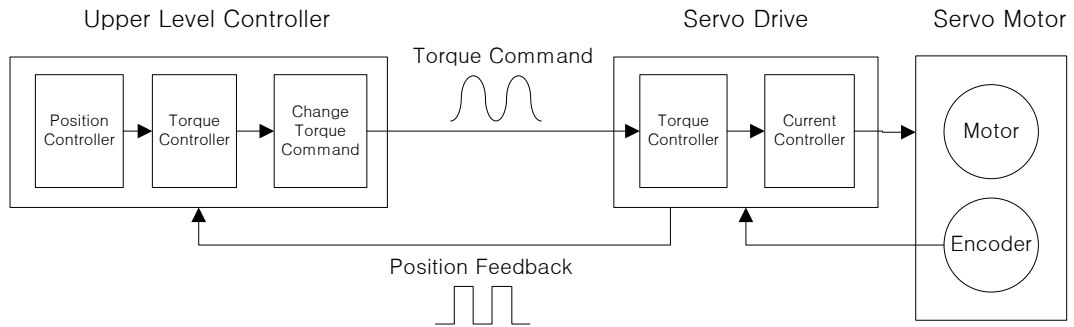 Upper Level Controller
Servo Drive
Servo Motor
Torque Command
Position
Controller
Torque
Controller
Change
Torque
Command
Torque
Controller
Current
Controller
Motor
Encoder
Position Feedback